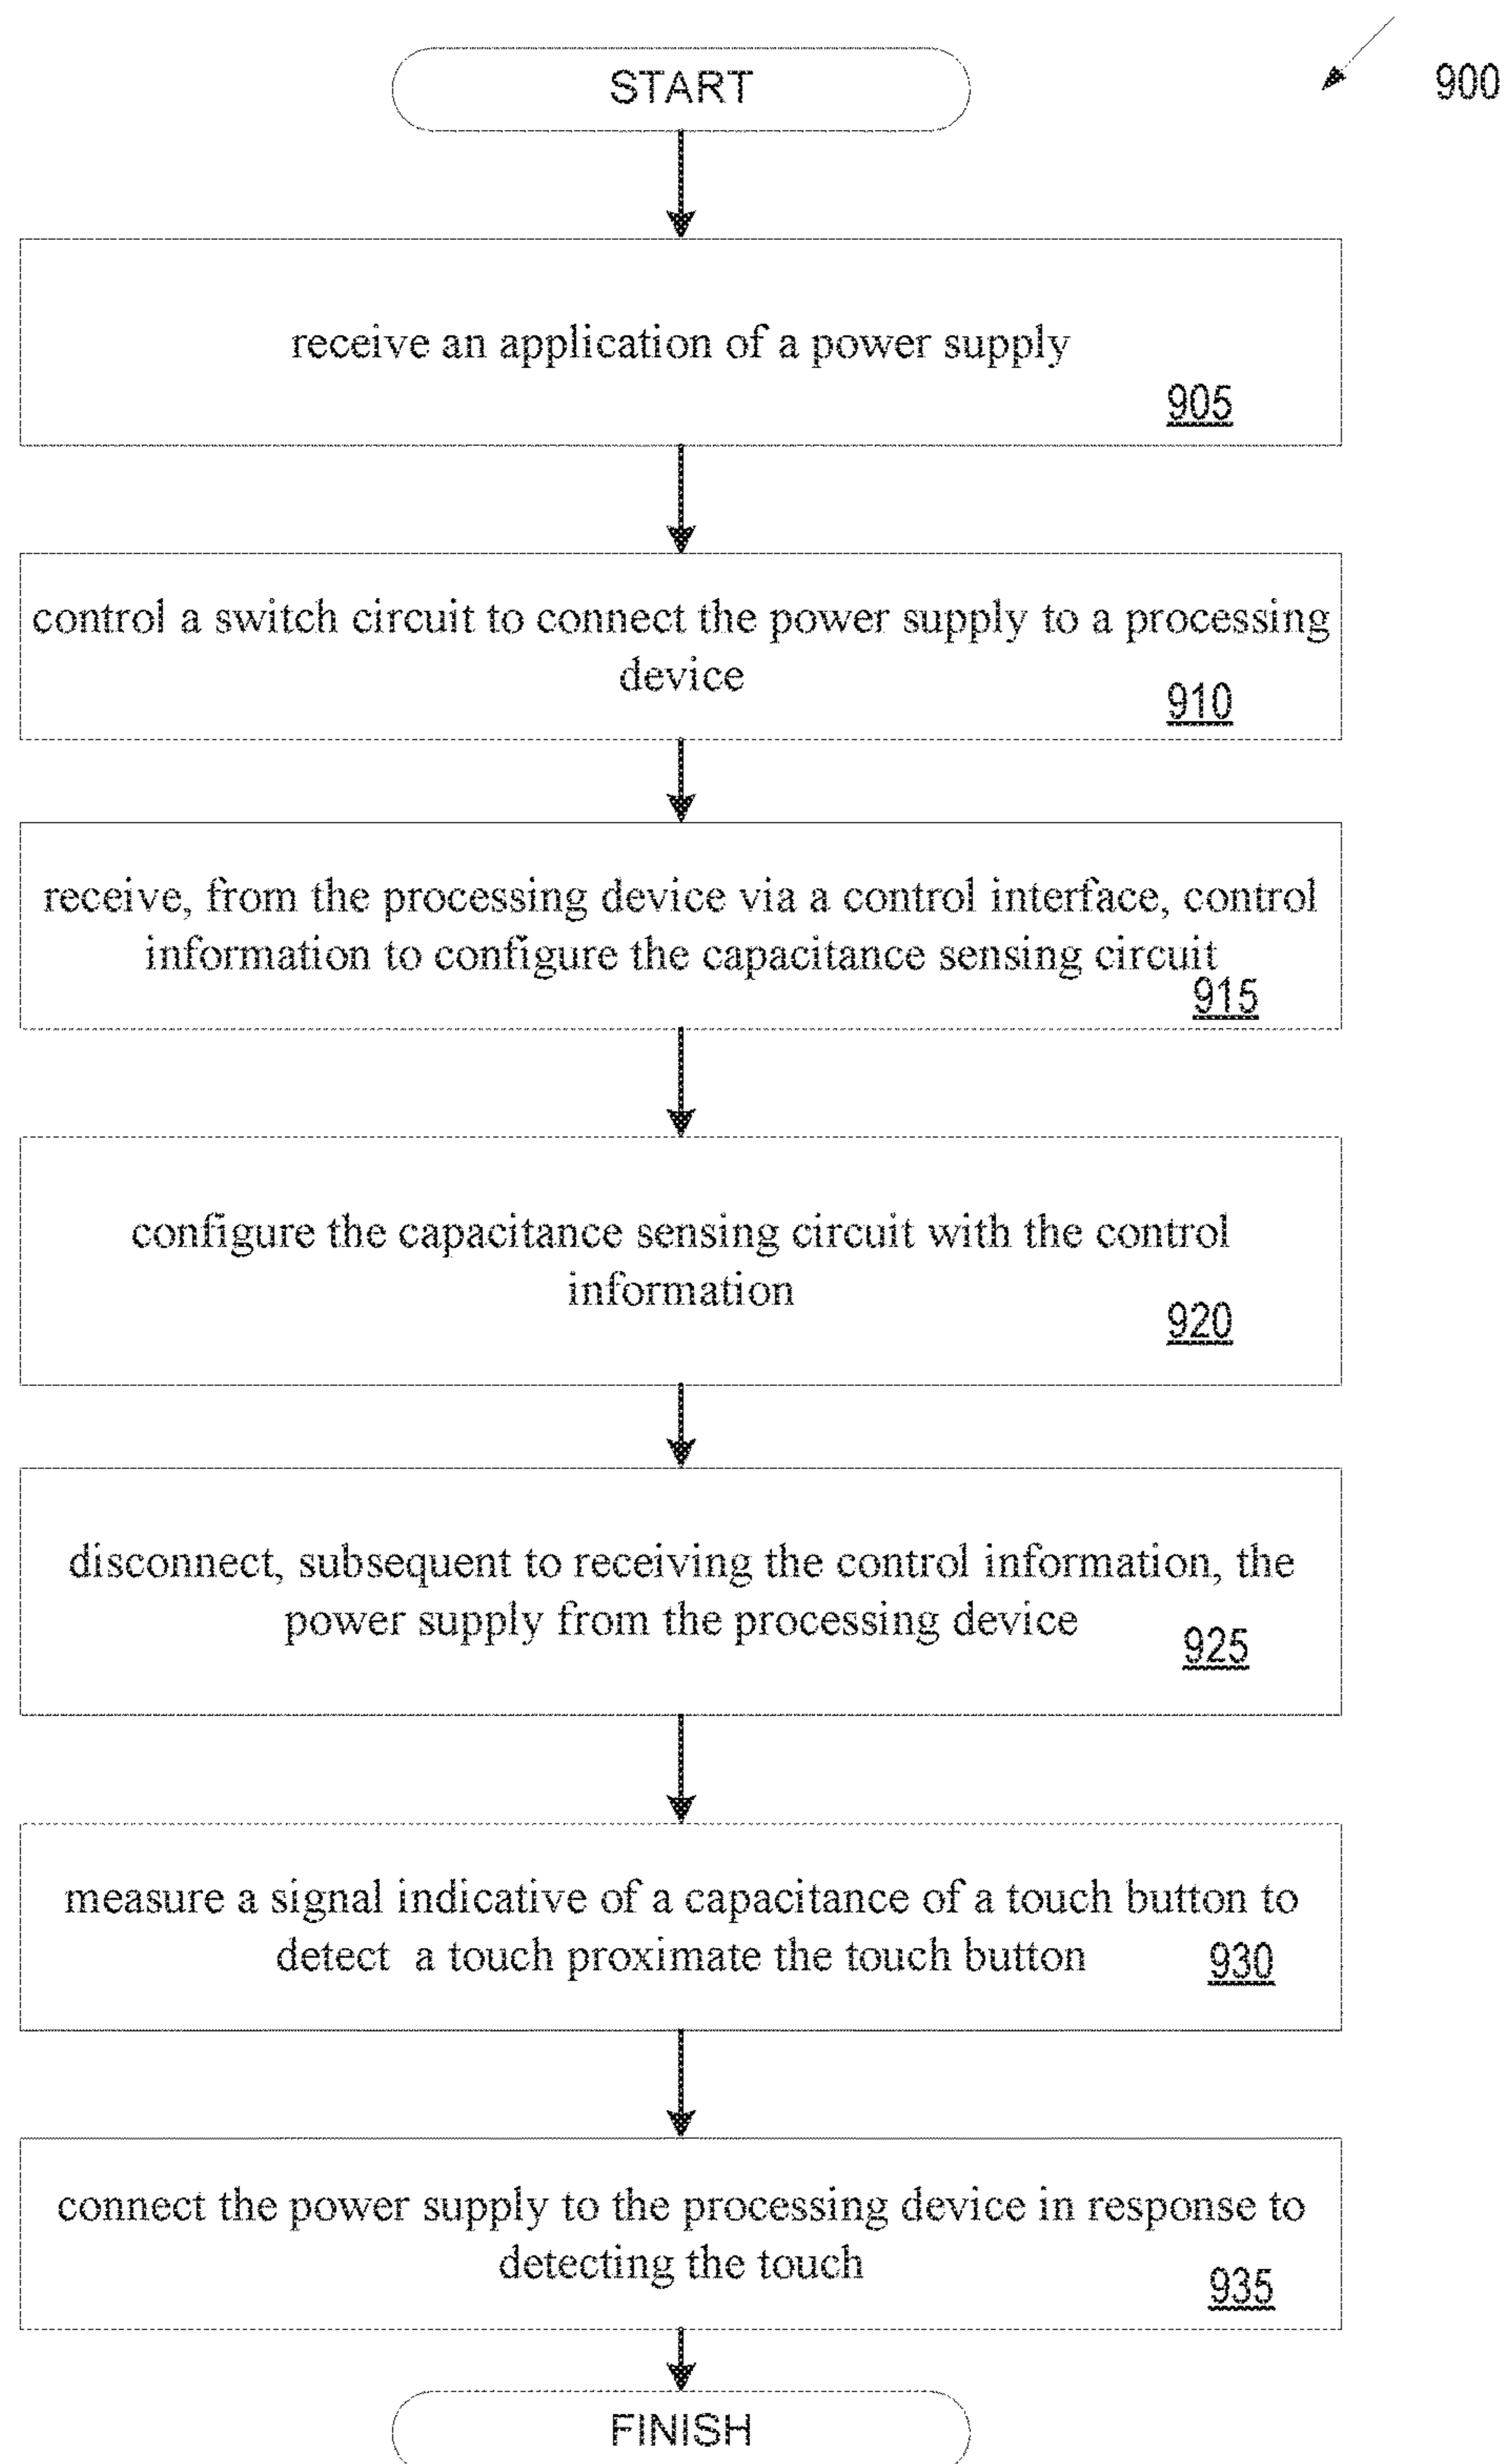 START
900
receive an application of a power supply
905
control a switch circuit to connect the power supply to a processing
device
910
receive, from the processing device via a control interface, control
information to configure the capacitance sensing circuit
915
configure the capacitance sensing circuit with the control
information
920
disconnect, subsequent to receiving the control information, the
power supply from the processing device
925
measure a signal indicative of a capacitance of a touch button to
detect a touch proximate the touch button
930
connect the power supply to the processing device in response to
detecting the touch
935
FINISH